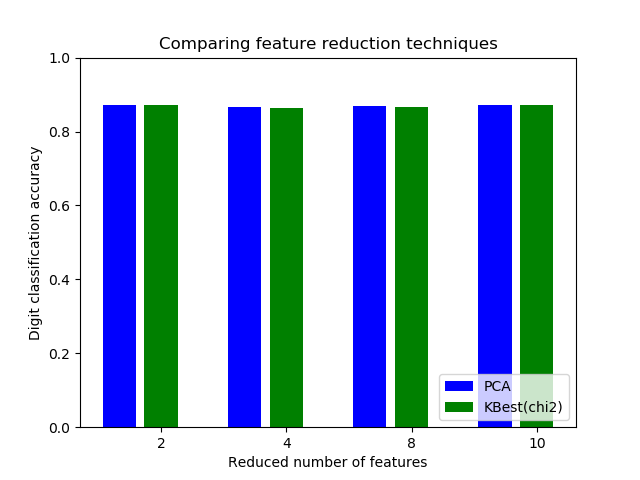 Comparing feature reduction techniques
1.0
0.8
0.6
0.4
0.2
0.0
Digit classification accuracy
PCA
KBest(chi2)
2 4 8 10
Reduced number of features